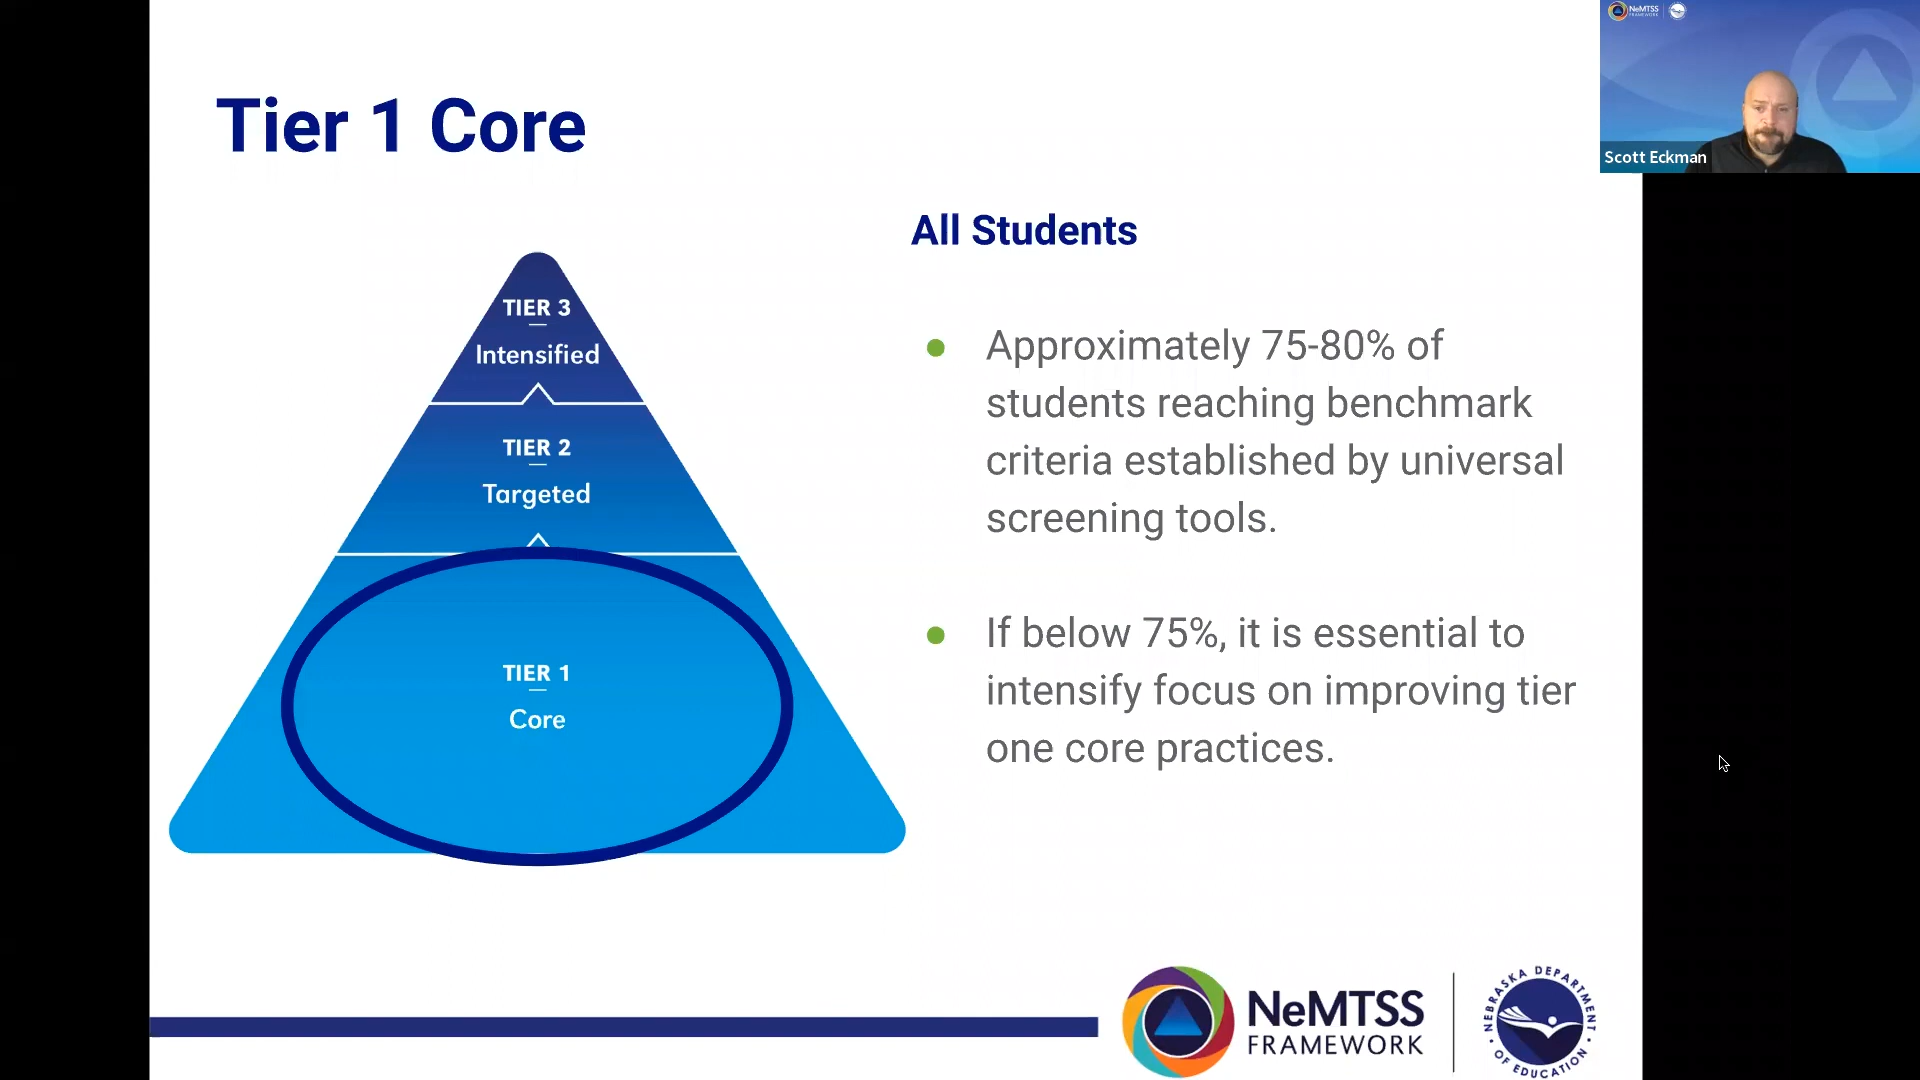 NeMTSS
FRAMEWORK
Scott Eckman
Tier 1 Core
All Students
TIER 3
Intensified
TIER 2
Targeted
TIER 1
Core
Approximately 75-80% of
students reaching benchmark
criteria established by universal
screening tools.
If below 75%, it is essential to
intensify focus on improving tier
one core practices.
NeMTSS
FRAMEWORK
NEBRASKA DEPARTMENT
OF EDUCATION